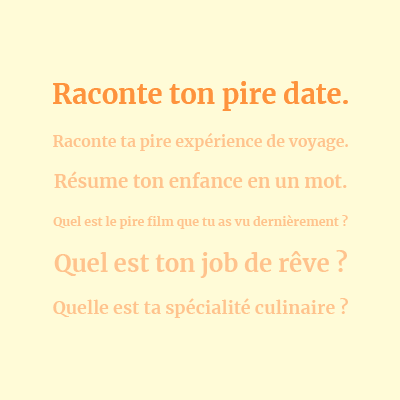 Raconte ton pire date.
Raconte ta pire expérience de voyage.
Résume ton enfance en un mot.
Quel est le pire film que tu as vu dernièrement ?
Quel est ton job de rêve ?
Quelle est ta spécialité culinaire ?